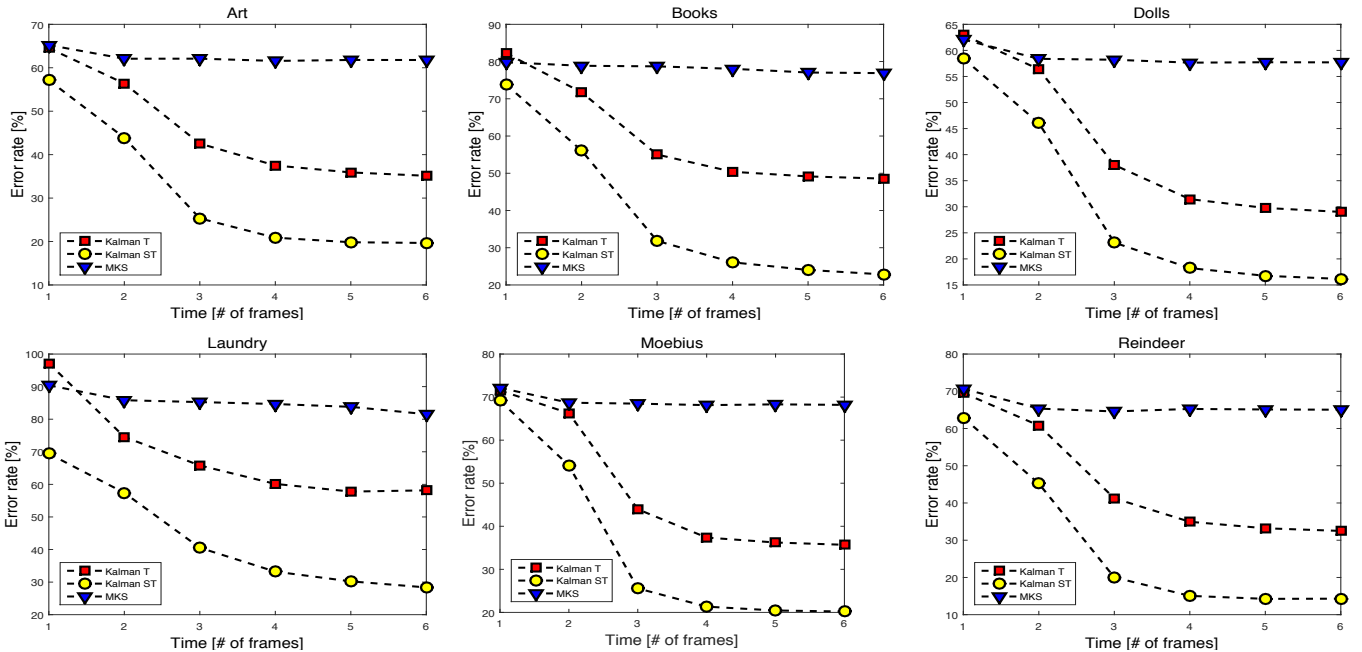 Art
Error rate [%]
70
60
50
40
30
20
10
Kalman T
Kalman ST
MKS
1 2 3 4 5 6
Time [# of frames]
Books
Error rate [%]
90
80
70
60
50
40
30
20
Kalman T
Kalman ST
MKS
1 2 3 4 5 6
Time [# of frames]
Dolls
Error rate [%]
65
60
55
50
45
40
35
30
25
20
15
Kalman T
Kalman ST
MKS
1 2 3 4 5 6
Time [# of frames]
Laundry
Error rate [%]
100
90
80
70
60
50
40
30
20
Kalman T
Kalman ST
MKS
1 2 3 4 5 6
Time [# of frames]
Moebius
Error rate [%]
80
70
60
50
40
30
20
Kalman T
Kalman ST
MKS
1 2 3 4 5 6
Time [# of frames]
Reindeer
Error rate [%]
80
70
60
50
40
30
20
10
Kalman T
Kalman ST
MKS
1 2 3 4 5 6
Time [# of frames]